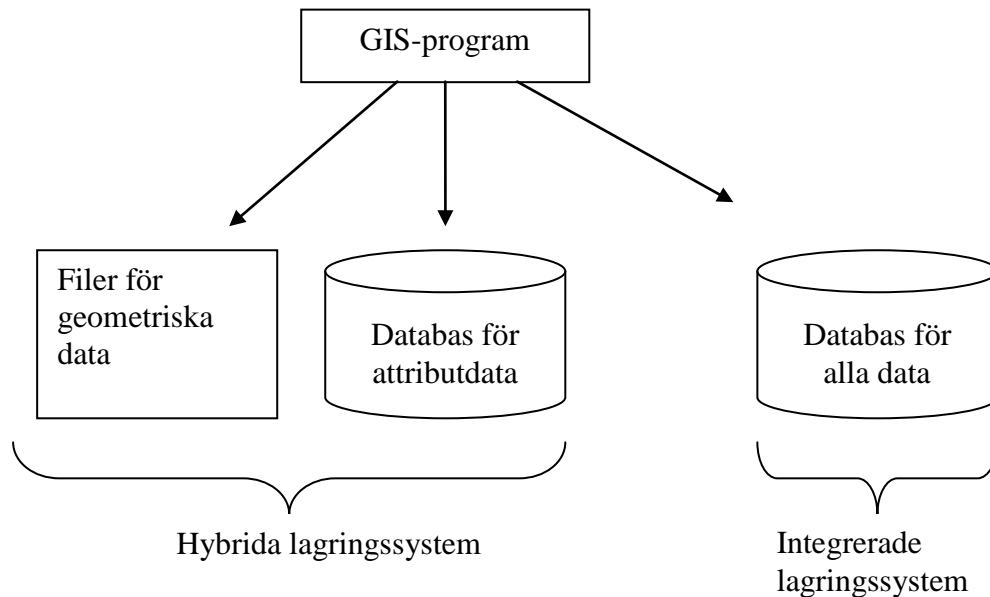 GIS-program
Filer för
geometriska
data
Databas för
attributdata
Databas för
alla data
Hybrida lagringssystem
Integrerade
lagringssystem